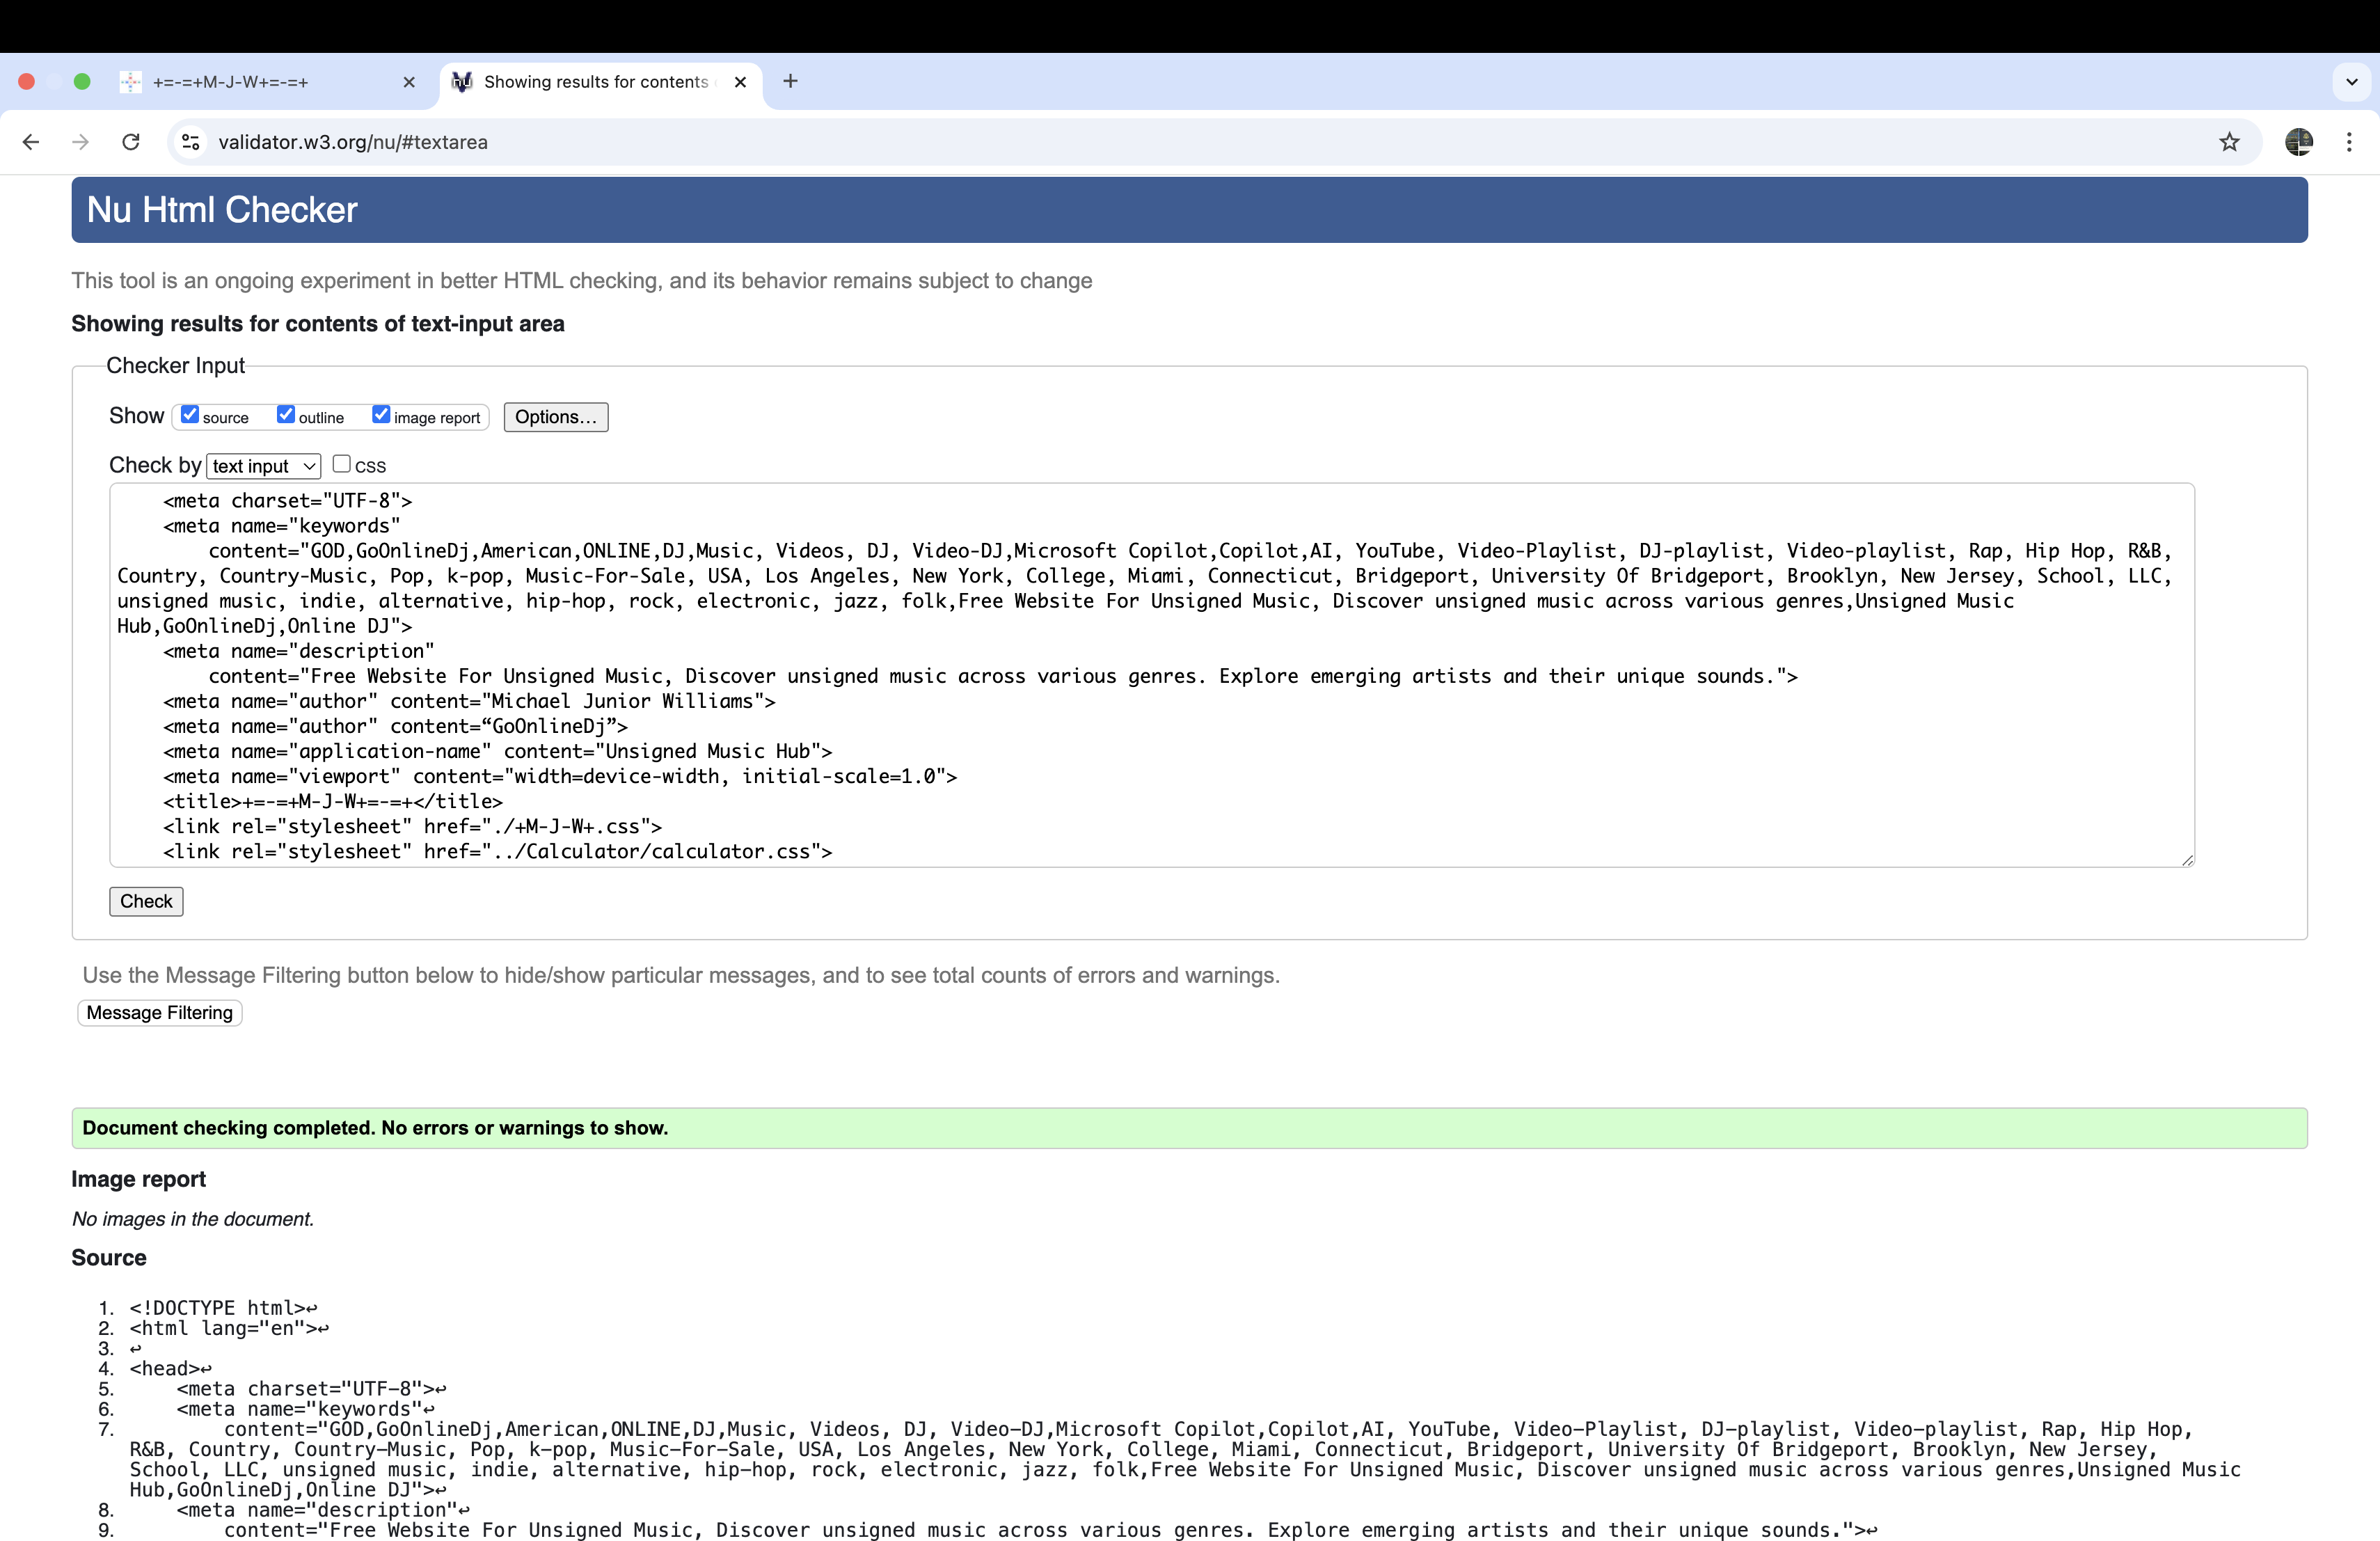 +=-=+M-J-W+=-=+
Showing results for contents
validator.w3.org/nu/#textarea
Nu Html Checker
This tool is an ongoing experiment in better HTML checking, and its behavior remains subject to change
Showing results for contents of text-input area
Checker Input
Show source outline image report Options...
Check by text input CSS
<meta charset="UTF-8">
<meta name="keywords"
content="GOD,GoOnlineDj,American,ONLINE,DJ,Music, Videos, DJ, Video-DJ,Microsoft Copilot,Copilot,AI, YouTube, Video-Playlist, DJ-playlist, Video-playlist, Rap, Hip Hop, R&B,
Country, Country-Music, Pop, k-pop, Music-For-Sale, USA, Los Angeles, New York, College, Miami, Connecticut, Bridgeport, University Of Bridgeport, Brooklyn, New Jersey, School, LLC,
unsigned music, indie, alternative, hip-hop, rock, electronic, jazz, folk,Free Website For Unsigned Music, Discover unsigned music across various genres,Unsigned Music
Hub,GoOnlineDj,Online DJ">
<meta name="description"
content="Free Website For Unsigned Music, Discover unsigned music across various genres. Explore emerging artists and their unique sounds.">
<meta name="author" content="Michael Junior Williams">
<meta name="author" content=“GoOnlineDj”>
<meta name="application-name" content="Unsigned Music Hub">
<meta name="viewport" content="width=device-width, initial-scale=1.0">
<title>+=-=+M-J-W+=-=+</title>
<link rel="stylesheet" href="./+M-J-W+.css">
<link rel="stylesheet" href="../Calculator/calculator.css">
Check
Use the Message Filtering button below to hide/show particular messages, and to see total counts of errors and warnings.
Message Filtering
Document checking completed. No errors or warnings to show.
Image report
No images in the document.
Source
1. <!DOCTYPE html>↩
2. <html lang="en">↩
3. ↩
4. <head>↩
5. <meta charset="UTF-8">↩
6. <meta name="keywords"↩
7. content="GOD,GoOnlineDj,American,ONLINE,DJ,Music, Videos, DJ, Video-DJ,Microsoft Copilot,Copilot,AI, YouTube, Video-Playlist, DJ-playlist, Video-playlist, Rap, Hip Hop,
R&B, Country, Country-Music, Pop, k-pop, Music-For-Sale, USA, Los Angeles, New York, College, Miami, Connecticut, Bridgeport, University Of Bridgeport, Brooklyn, New Jersey,
School, LLC, unsigned music, indie, alternative, hip-hop, rock, electronic, jazz, folk,Free Website For Unsigned Music, Discover unsigned music across various genres,Unsigned Music
Hub,GoOnlineDj,Online DJ">↩
8. <meta name="description"↩
9. content="Free Website For Unsigned Music, Discover unsigned music across various genres. Explore emerging artists and their unique sounds.">↩